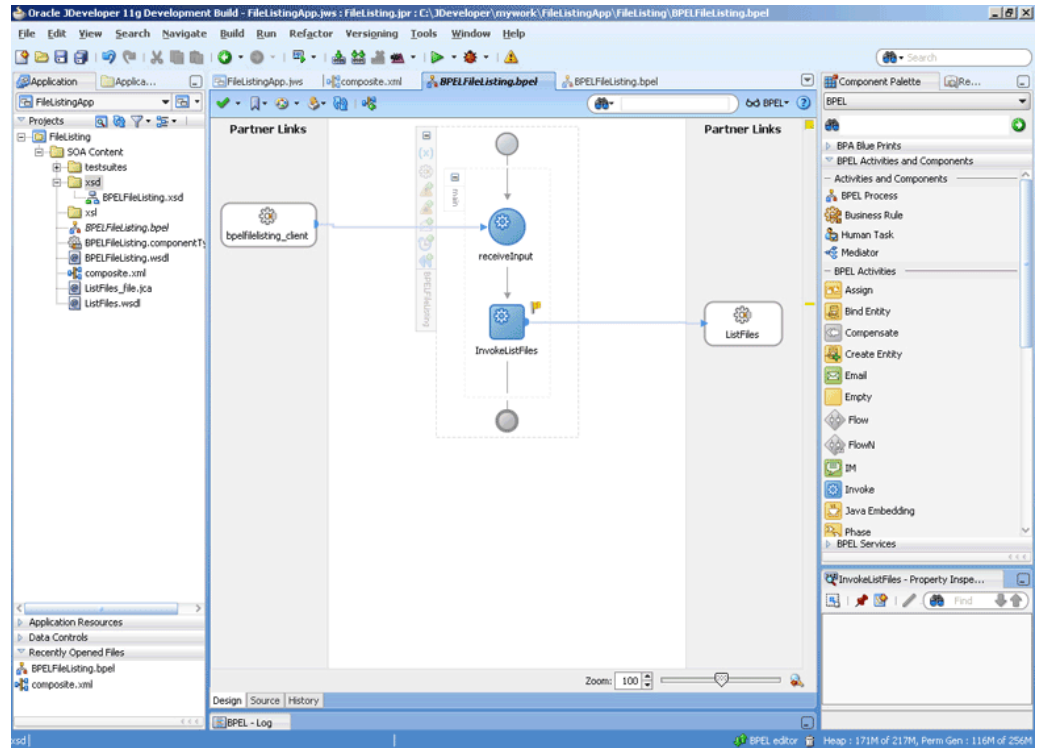 Oracle JDeveloper 11g Development Build - FileListingApp.jws : FileListing.jpr : C:\JDeveloper\mywork\FileListingApp\FileListing\BPELFileListing.bpel
File Edit View Search Navigate Build Run Refactor Versioning Tools Window Help
Search
Application Applica...
FileListingApp.jws composite.xml BPELFileListing.bpel BPELFileListing.bpel
Component Palette Re...
FileListingApp
BPEL
BPEL
Projects
FileListing
SOA Content
testsuites
xsd
BPELFileListing.xsd
xsl
BPELFileListing.bpel
BPELFileListing.componentTy
BPELFileListing.wsdl
composite.xml
ListFiles_file.jca
ListFiles.wsdl
Application Resources
Data Controls
Recently Opened Files
BPELFileListing.bpel
composite.xml
Partner Links
Partner Links
bpelfilelisting_client
(x)
BPELFileListing
main
receiveInput
InvokeListFiles
ListFiles
Zoom: 100
Design Source History
BPEL - Log
BPA Blue Prints
BPEL Activities and Components
Activities and Components
BPEL Process
Business Rule
Human Task
Mediator
BPEL Activities
Assign
Bind Entity
Compensate
Create Entity
Email
Empty
Flow
FlowN
IM
Invoke
Java Embedding
Phase
BPEL Services
InvokeListFiles - Property Inspe...
Find
xsd
BPEL editor
Heap : 171M of 217M, Perm Gen : 116M of 256M